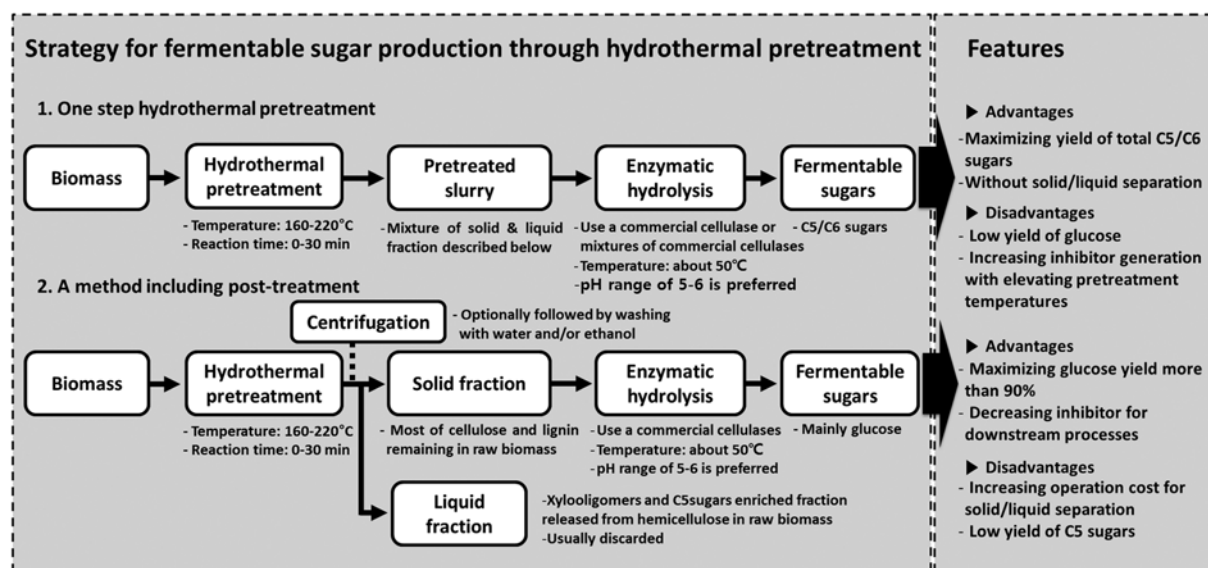 Strategy for fermentable sugar production through hydrothermal pretreatment
1. One step hydrothermal pretreatment
Biomass
Hydrothermal
pretreatment
- Temperature: 160-220°C
- Reaction time: 0-30 min
Pretreated
slurry
- Mixture of solid & liquid
fraction described below
Enzymatic
hydrolysis
- Use a commercial cellulase or
mixtures of commercial cellulases
- Temperature: about 50℃
- pH range of 5-6 is preferred
Fermentable
sugars
- C5/C6 sugars
2. A method including post-treatment
Centrifugation
- Optionally followed by washing
with water and/or ethanol
Biomass
Hydrothermal
pretreatment
- Temperature: 160-220°C
- Reaction time: 0-30 min
Solid fraction
- Most of cellulose and lignin
remaining in raw biomass
Enzymatic
hydrolysis
- Use a commercial cellulases
- Temperature: about 50℃
- pH range of 5-6 is preferred
Fermentable
sugars
- Mainly glucose
Liquid
fraction
-Xylooligomers and C5sugars enriched fraction
released from hemicellulose in raw biomass
- Usually discarded
Features
▶ Advantages
- Maximizing yield of total C5/C6
sugars
- Without solid/liquid separation
▶ Disadvantages
- Low yield of glucose
- Increasing inhibitor generation
with elevating pretreatment
temperatures
▶ Advantages
- Maximizing glucose yield more
than 90%
- Decreasing inhibitor for
downstream processes
▶ Disadvantages
- Increasing operation cost for
solid/liquid separation
- Low yield of C5 sugars